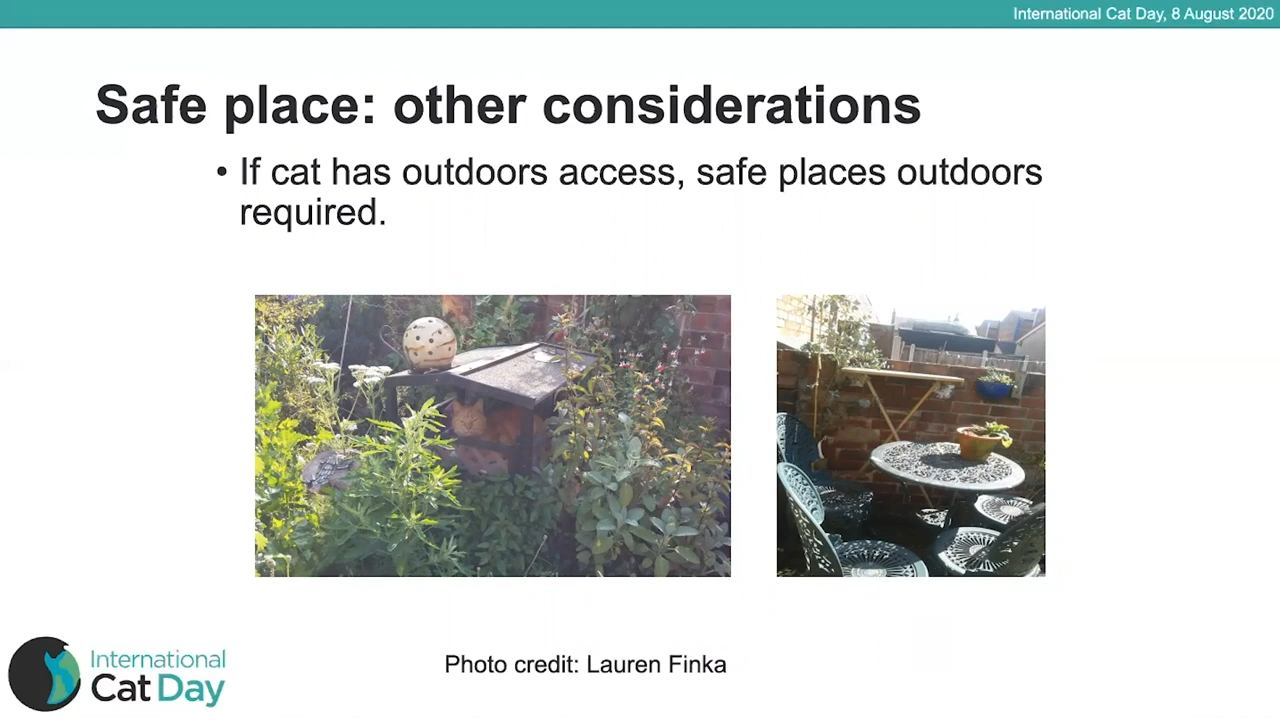 International Cat Day, 8 August 2020
Safe place: other considerations
• If cat has outdoors access, safe places outdoors
required.
Photo credit: Lauren Finka
International
Cat Day